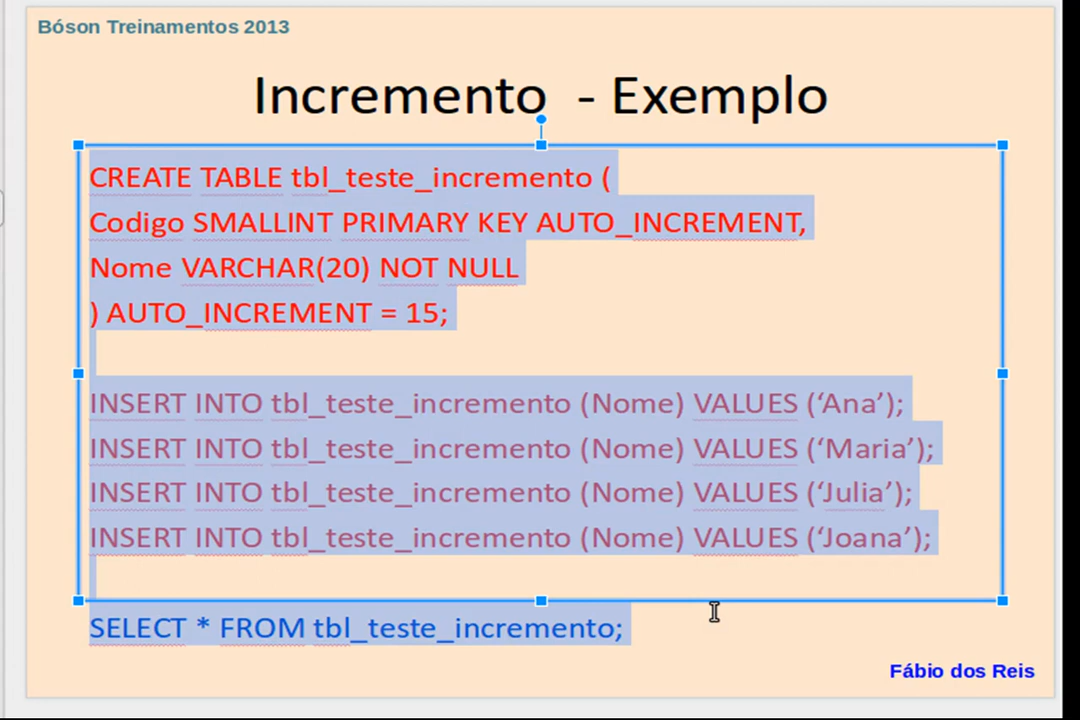 Bóson Treinamentos 2013
Incremento - Exemplo
CREATE TABLE tbl_teste_incremento (
Codigo SMALLINT PRIMARY KEY AUTO_INCREMENT,
Nome VARCHAR(20) NOT NULL
) AUTO_INCREMENT = 15;
INSERT INTO tbl_teste_incremento (Nome) VALUES (‘Ana’);
INSERT INTO tbl_teste_incremento (Nome) VALUES (‘Maria’);
INSERT INTO tbl_teste_incremento (Nome) VALUES (‘Julia’);
INSERT INTO tbl_teste_incremento (Nome) VALUES (‘Joana’);
SELECT * FROM tbl_teste_incremento;
Fábio dos Reis